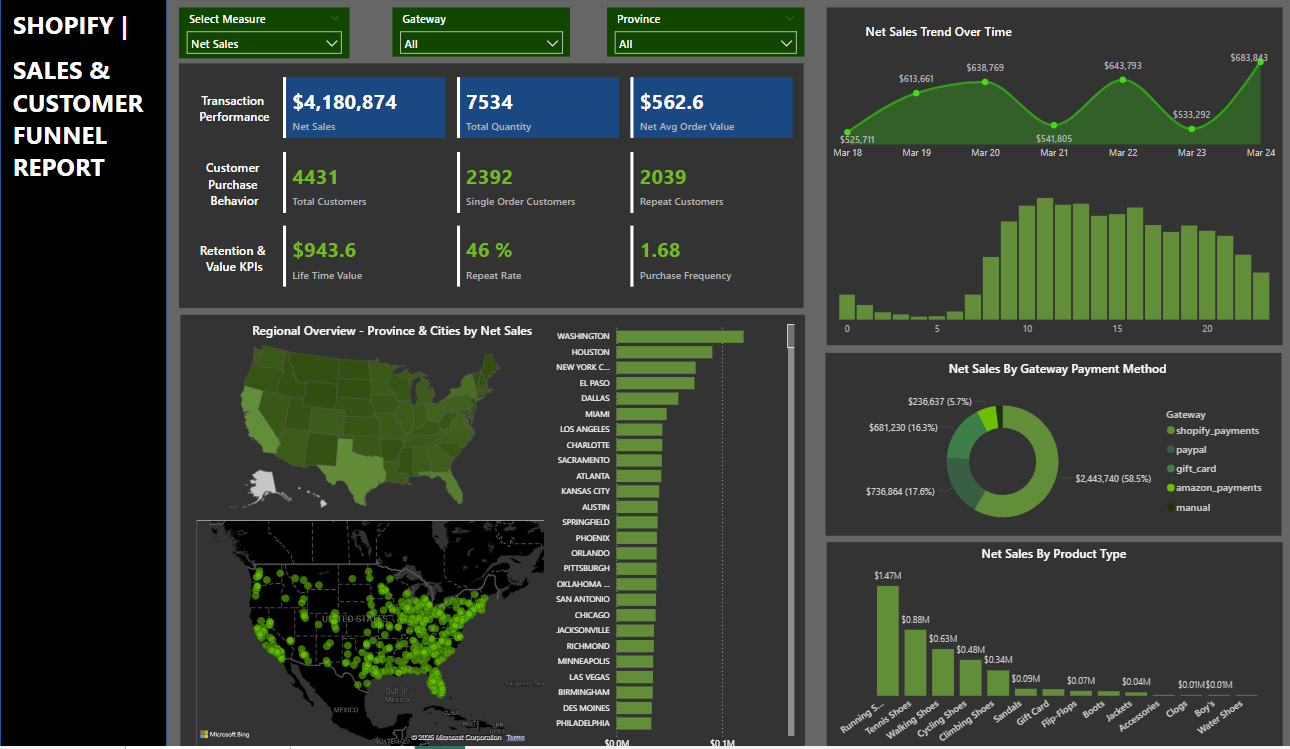 SHOPIFY |
SALES &
CUSTOMER
FUNNEL
REPORT
Select Measure
Net Sales
Gateway
All
Province
All
Transaction
Performance
$4,180,874
Net Sales
7534
Total Quantity
$562.6
Net Avg Order Value
Customer
Purchase
Behavior
4431
Total Customers
2392
Single Order Customers
2039
Repeat Customers
Retention &
Value KPIs
$943.6
Life Time Value
46 %
Repeat Rate
1.68
Purchase Frequency
Regional Overview - Province & Cities by Net Sales
UNITED STATES
Gulf of
Mexico
MEXICO
CUBA
HAITI
PR
GUATEMALA
Sargasso Sea
Microsoft Bing
© 2025 Microsoft Corporation Terms
WASHINGTON
HOUSTON
NEW YORK C...
EL PASO
DALLAS
MIAMI
LOS ANGELES
CHARLOTTE
SACRAMENTO
ATLANTA
KANSAS CITY
AUSTIN
SPRINGFIELD
PHOENIX
ORLANDO
PITTSBURGH
OKLAHOMA ...
SAN ANTONIO
CHICAGO
JACKSONVILLE
RICHMOND
MINNEAPOLIS
LAS VEGAS
BIRMINGHAM
DES MOINES
PHILADELPHIA
$0.0M $0.1M
Net Sales Trend Over Time
$525,711
$613,661
$638,769
$541,805
$643,793
$533,292
$683,843
Mar 18 Mar 19 Mar 20 Mar 21 Mar 22 Mar 23 Mar 24
0 5 10 15 20
Net Sales By Gateway Payment Method
$236,637 (5.7%)
$681,230 (16.3%)
$736,864 (17.6%)
$2,443,740 (58.5%)
Gateway
shopify_payments
paypal
gift_card
amazon_payments
manual
Net Sales By Product Type
$1.47M
$0.88M
$0.63M
$0.48M
$0.34M
$0.09M
$0.07M
$0.04M
$0.01M
$0.01M
Running S...
Tennis Shoes
Walking Shoes
Cycling Shoes
Climbing Shoes
Sandals
Gift Card
Flip-Flops
Boots
Jackets
Accessories
Clogs
Boy's
Water Shoes